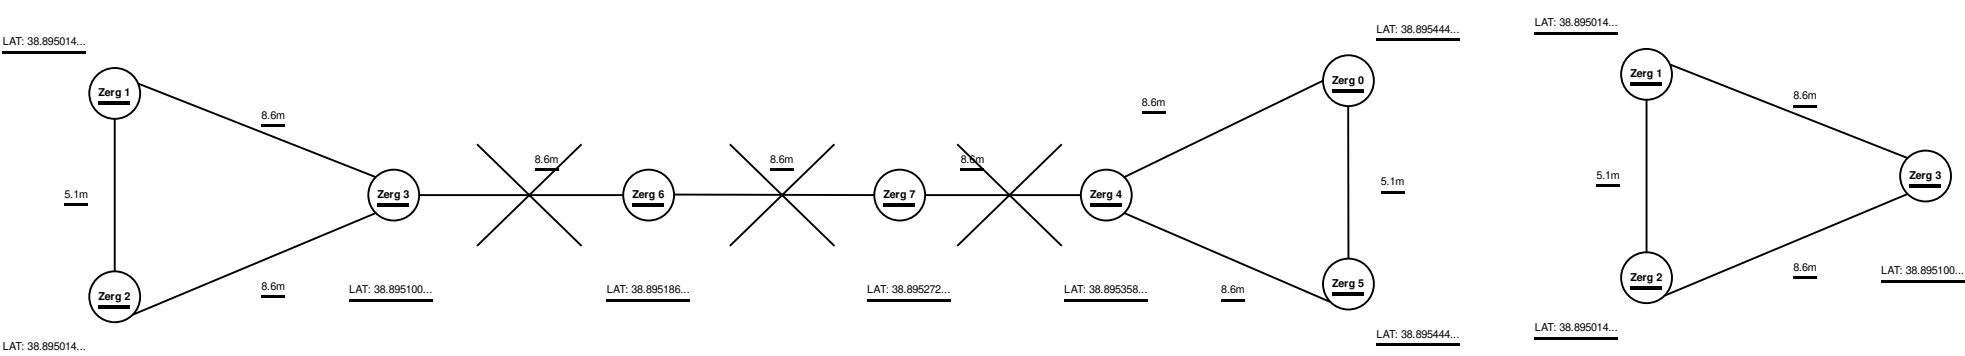 LAT: 38.895014...
Zerg 1
8.6m
5.1m
Zerg 2
8.6m
LAT: 38.895014...
Zerg 3
LAT: 38.895100...
8.6m
Zerg 6
LAT: 38.895186...
8.6m
Zerg 7
LAT: 38.895272...
8.6m
Zerg 4
LAT: 38.895358...
8.6m
LAT: 38.895444...
Zerg 0
5.1m
8.6m
Zerg 5
LAT: 38.895444...
LAT: 38.895014...
Zerg 1
8.6m
5.1m
Zerg 3
Zerg 2
8.6m
LAT: 38.895100...
LAT: 38.895014...